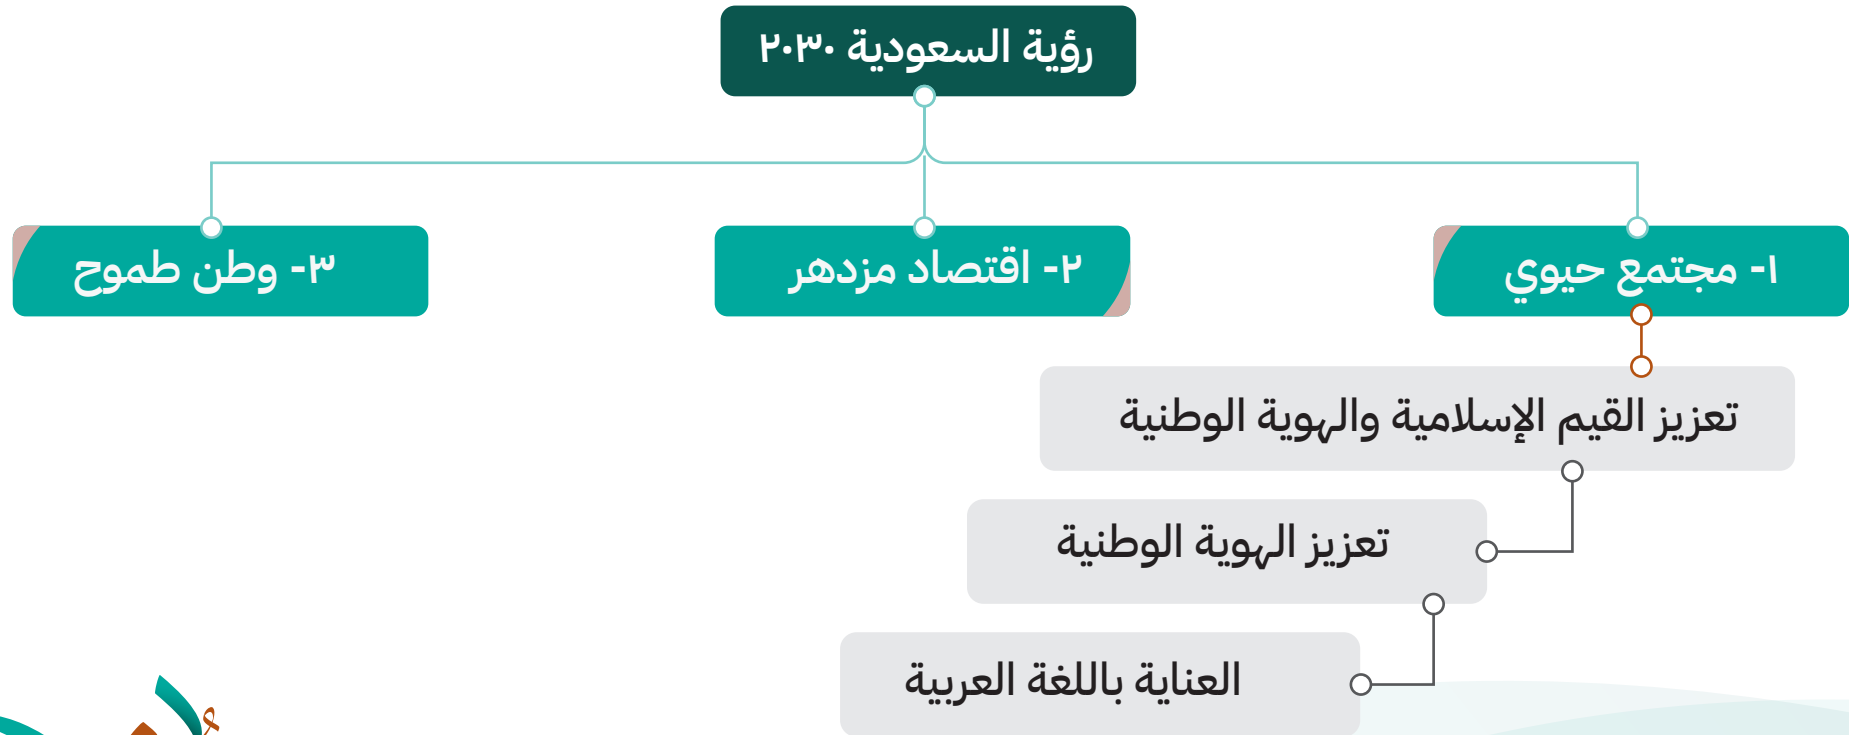 رؤية السعودية ٢٠٣٠
١- مجتمع حيوي
٢- اقتصاد مزدهر
٣- وطن طموح
تعزيز القيم الإسلامية والهوية الوطنية
تعزيز الهوية الوطنية
العناية باللغة العربية